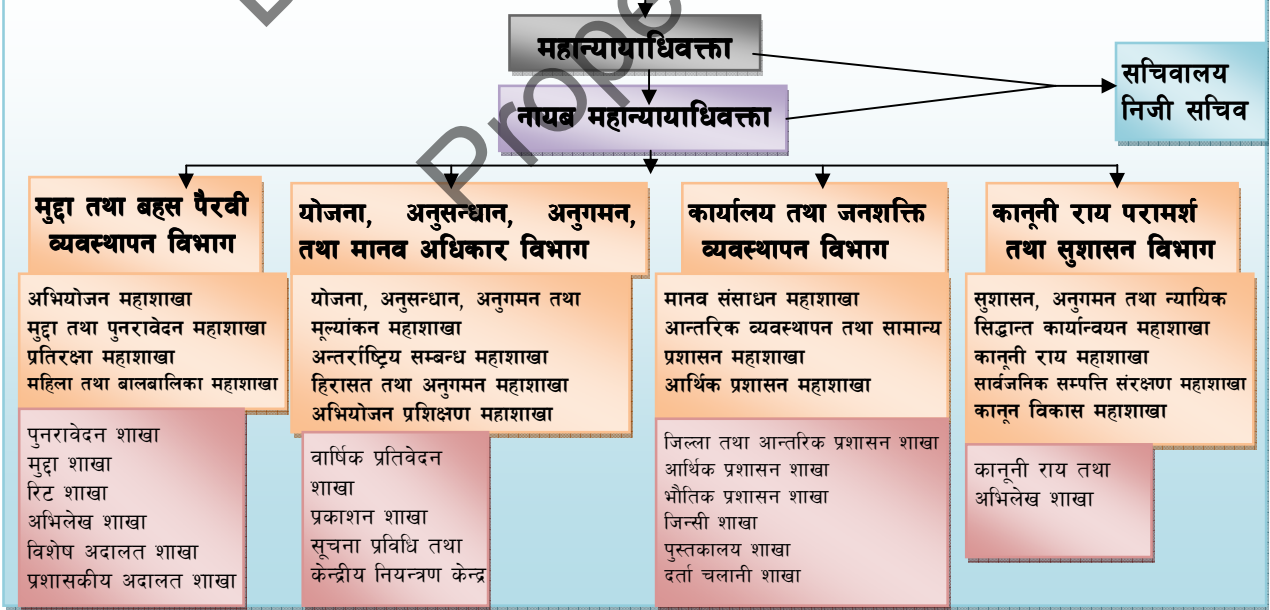 महान्यायाधिवक्ता
नायब महान्यायाधिवक्ता
सचिवालय
निजी सचिव
मुद्दा तथा बहस पैरवी
व्यवस्थापन विभाग
अभियोजन महाशाखा
मुद्दा तथा पुनरावेदन महाशाखा
प्रतिरक्षा महाशाखा
महिला तथा बालबालिका महाशाखा
पुनरावेदन शाखा
मुद्दा शाखा
रिट शाखा
अभिलेख शाखा
विशेष अदालत शाखा
प्रशासकीय अदालत शाखा
योजना, अनुसन्धान, अनुगमन,
तथा मानव अधिकार विभाग
योजना, अनुसन्धान, अनुगमन तथा
मूल्यांकन महाशाखा
अन्तर्राष्ट्रिय सम्बन्ध महाशाखा
हिरासत तथा अनुगमन महाशाखा
अभियोजन प्रशिक्षण महाशाखा
वार्षिक प्रतिवेदन
शाखा
प्रकाशन शाखा
सूचना प्रविधि तथा
केन्द्रीय नियन्त्रण केन्द्र
कार्यालय तथा जनशक्ति
व्यवस्थापन विभाग
मानव संसाधन महाशाखा
आन्तरिक व्यवस्थापन तथा सामान्य
प्रशासन महाशाखा
आर्थिक प्रशासन महाशाखा
जिल्ला तथा आन्तरिक प्रशासन शाखा
आर्थिक प्रशासन शाखा
भौतिक प्रशासन शाखा
जिन्सी शाखा
पुस्तकालय शाखा
दर्ता चलानी शाखा
कानूनी राय परामर्श
तथा सुशासन विभाग
सुशासन, अनुगमन तथा न्यायिक
सिद्धान्त कार्यान्वयन महाशाखा
कानूनी राय महाशाखा
सार्वजनिक सम्पत्ति संरक्षण महाशाखा
कानून विकास महाशाखा
कानूनी राय तथा
अभिलेख शाखा
Prope